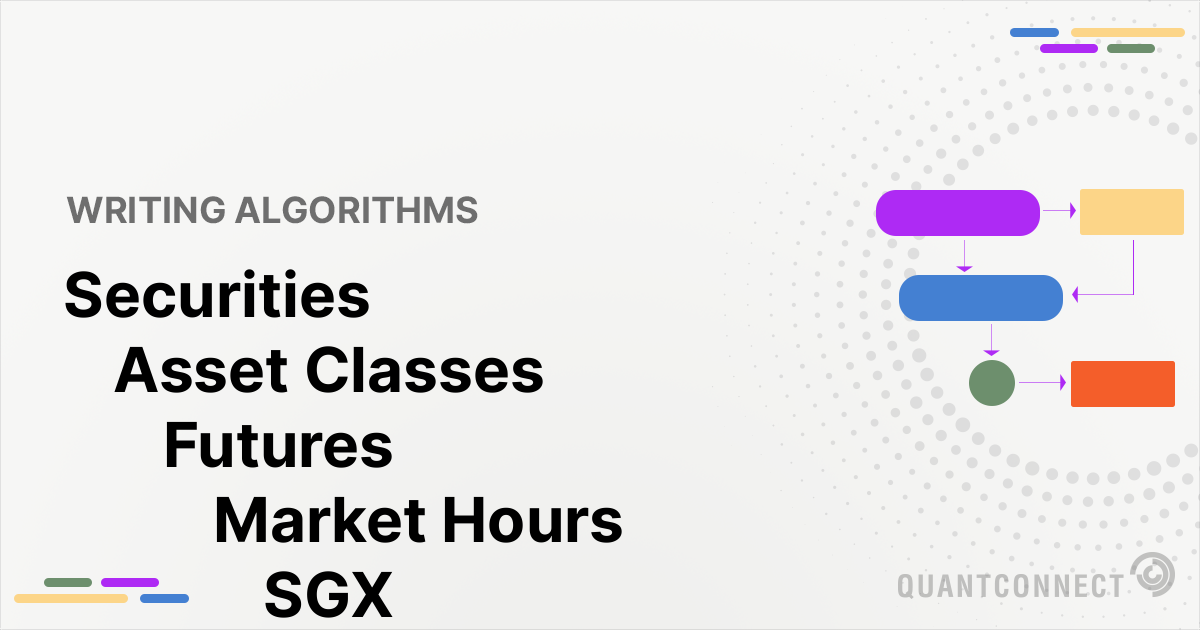 WRITING ALGORITHMS
Securities
Asset Classes
Futures
Market Hours
SGX
QUANTCONNECT